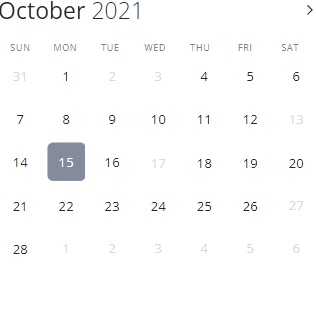 October 2021
SUN MON TUE WED THU FRI SAT
31 1 2 3 4 5 6
7 8 9 10 11 12 13
14 15 16 17 18 19 20
21 22 23 24 25 26 27
28 1 2 3 4 5 6